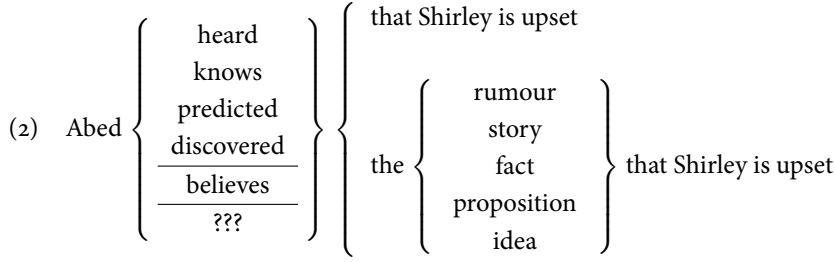 that Shirley is upset
heard
knows
rumour
predicted
story
discovered
(2) Abed the fact that Shirley is upset
believes
proposition
???
idea